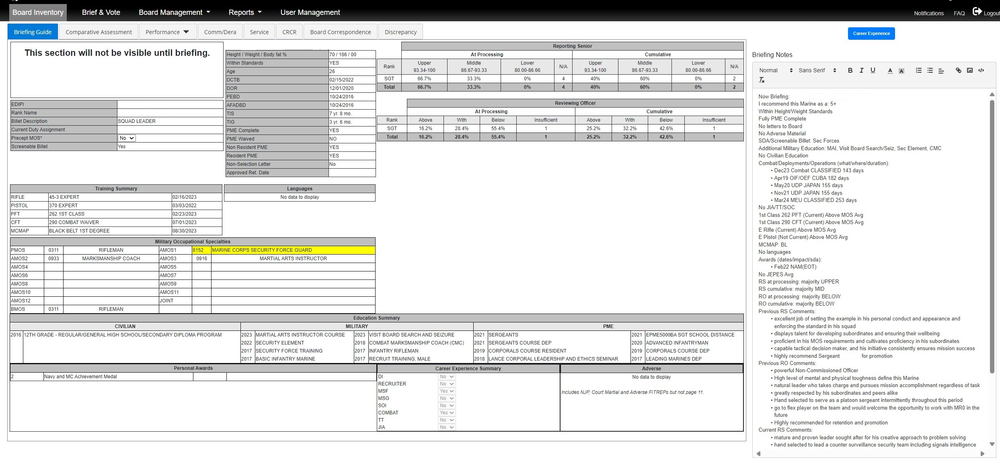 Board Inventory Brief & Vote Board Management Reports User Management Notifications FAQ Logout
Briefing Guide Comparative Assessment Performance Comm/Dera Service CRCR Board Correspondence Discrepancy
Career Experience
This section will not be visible until briefing.
EDIPI
Rank Name
Billet Description SQUAD LEADER
Current Duty Assignment
Precept MOS* No
Screenable Billet Yes
Height / Weight / Body fat % 70 / 166 / 00
Within Standards YES
Age 26
DCTB 02/15/2022
DOR 12/01/2020
PEBD 10/24/2016
AFADBD 10/24/2016
TIS 7 yr. 8 mo.
TIG 3 yr. 6 mo.
PME Complete YES
PME Waived NO
Non Resident PME YES
Resident PME YES
Non-Selection Letter No
Approved Ret. Date
Reporting Senior
At Processing Cumulative
Rank Upper 93.34-100 Middle 86.67-93.33 Lower 80.00-86.66 N/A Upper 93.34-100 Middle 86.67-93.33 Lower 80.00-86.66 N/A
SGT 66.7% 33.3% 0% 4 40% 60% 0% 2
Total 66.7% 33.3% 0% 4 40% 60% 0% 2
Reviewing Officer
At Processing Cumulative
Rank Above With Below Insufficient Above With Below Insufficient
SGT 16.2% 28.4% 55.4% 1 25.2% 32.2% 42.6% 1
Total 16.2% 28.4% 55.4% 1 25.2% 32.2% 42.6% 1
Training Summary
RIFLE 45-3 EXPERT 02/16/2023
PISTOL 370 EXPERT 03/03/2022
PFT 262 1ST CLASS 02/23/2023
CFT 290 COMBAT WAIVER 07/01/2023
MCMAP BLACK BELT 1ST DEGREE 08/30/2023
Languages
No data to display
Military Occupational Specialties
PMOS 0311 RIFLEMAN AMOS1 8152 MARINE CORPS SECURITY FORCE GUARD
AMOS2 0933 MARKSMANSHIP COACH AMOS3 0916 MARTIAL ARTS INSTRUCTOR
AMOS4 AMOS5
AMOS6 AMOS7
AMOS8 AMOS9
AMOS10 AMOS11
AMOS12 JOINT
BMOS 0311 RIFLEMAN
Education Summary
CIVILIAN MILITARY PME
2016 12TH GRADE - REGULAR/GENERAL HIGH SCHOOL/SECONDARY DIPLOMA PROGRAM 2023 MARTIAL ARTS INSTRUCTOR COURSE 2023 VISIT BOARD SEARCH AND SEIZURE 2021 SERGEANTS 2021 EPME5000BA SGT SCHOOL DISTANCE
2022 SECURITY ELEMENT 2018 COMBAT MARKSMANSHIP COACH (CMC) 2021 SERGEANTS COURSE DEP 2020 ADVANCED INFANTRYMAN
2017 SECURITY FORCE TRAINING 2017 INFANTRY RIFLEMAN 2019 CORPORALS COURSE RESIDENT 2019 CORPORALS COURSE DEP
2017 BASIC INFANTRY MARINE 2017 RECRUIT TRAINING, MALE 2018 LANCE CORPORAL LEADERSHIP AND ETHICS SEMINAR 2017 LEADING MARINES DEP
Personal Awards
2 Navy and MC Achievement Medal
Career Experience Summary
DI No
RECRUITER No
MSF Yes
MSG No
SOI No
COMBAT Yes
TT No
JIA No
Adverse
No data to display
Includes NJP, Court Martial and Adverse FITREPs but not page 11.
Briefing Notes
Normal Sans Serif B I U A A
Now Briefing:
I recommend this Marine as a: 5+
Within Height/Weight Standards
Fully PME Complete
No letters to Board
No Adverse Material
SDA/Screenable Billet: Sec Forces
Additional Military Education: MAI, Visit Board Search/Seiz, Sec Element, CMC
No Civilian Education
Combat/Deployments/Operations (what/where/duration):
• Dec23 Combat CLASSIFIED 143 days
• Apr19 OIF/OEF CUBA 182 days
• May20 UDP JAPAN 155 days
• Nov21 UDP JAPAN 155 days
• Mar24 MEU CLASSIFIED 253 days
No JIA/TT/SOC
1st Class 262 PFT (Current) Above MOS Avg
1st Class 290 CFT (Current) Above MOS Avg
E Rifle (Current) Above MOS Avg
E Pistol (Not Current) Above MOS Avg
MCMAP: BL
No languages
Awards (dates/impact/sda):
• Feb22 NAM(EOT)
No JEPES Avg
RS at processing: majority UPPER
RS cumulative: majority MID
RO at processing: majority BELOW
RO cumulative: majority BELOW
Previous RS Comments:
• excellent job of setting the example in his personal conduct and appearance and
enforcing the standard in his squad
• displays talent for developing subordinates and ensuring their wellbeing
• proficient in his MOS requirements and cultivates proficiency in his subordinates
• capable tactical decision maker, and his initiative consistently ensures mission success
• highly recommend Sergeant for promotion
Previous RO Comments:
• powerful Non-Commissioned Officer
• High level of mental and physical toughness define this Marine
• natural leader who takes charge and pursues mission accomplishment regardless of task
• greatly respected by his subordinates and peers alike
• Hand selected to serve as a platoon sergeant intermittently throughout this period
• go to flex player on the team and would welcome the opportunity to work with MR0 in the
future
• Highly recommended for retention and promotion
Current RS Comments:
• mature and proven leader sought after for his creative approach to problem solving
• hand selected to lead a counter surveillance security team including signals intelligence